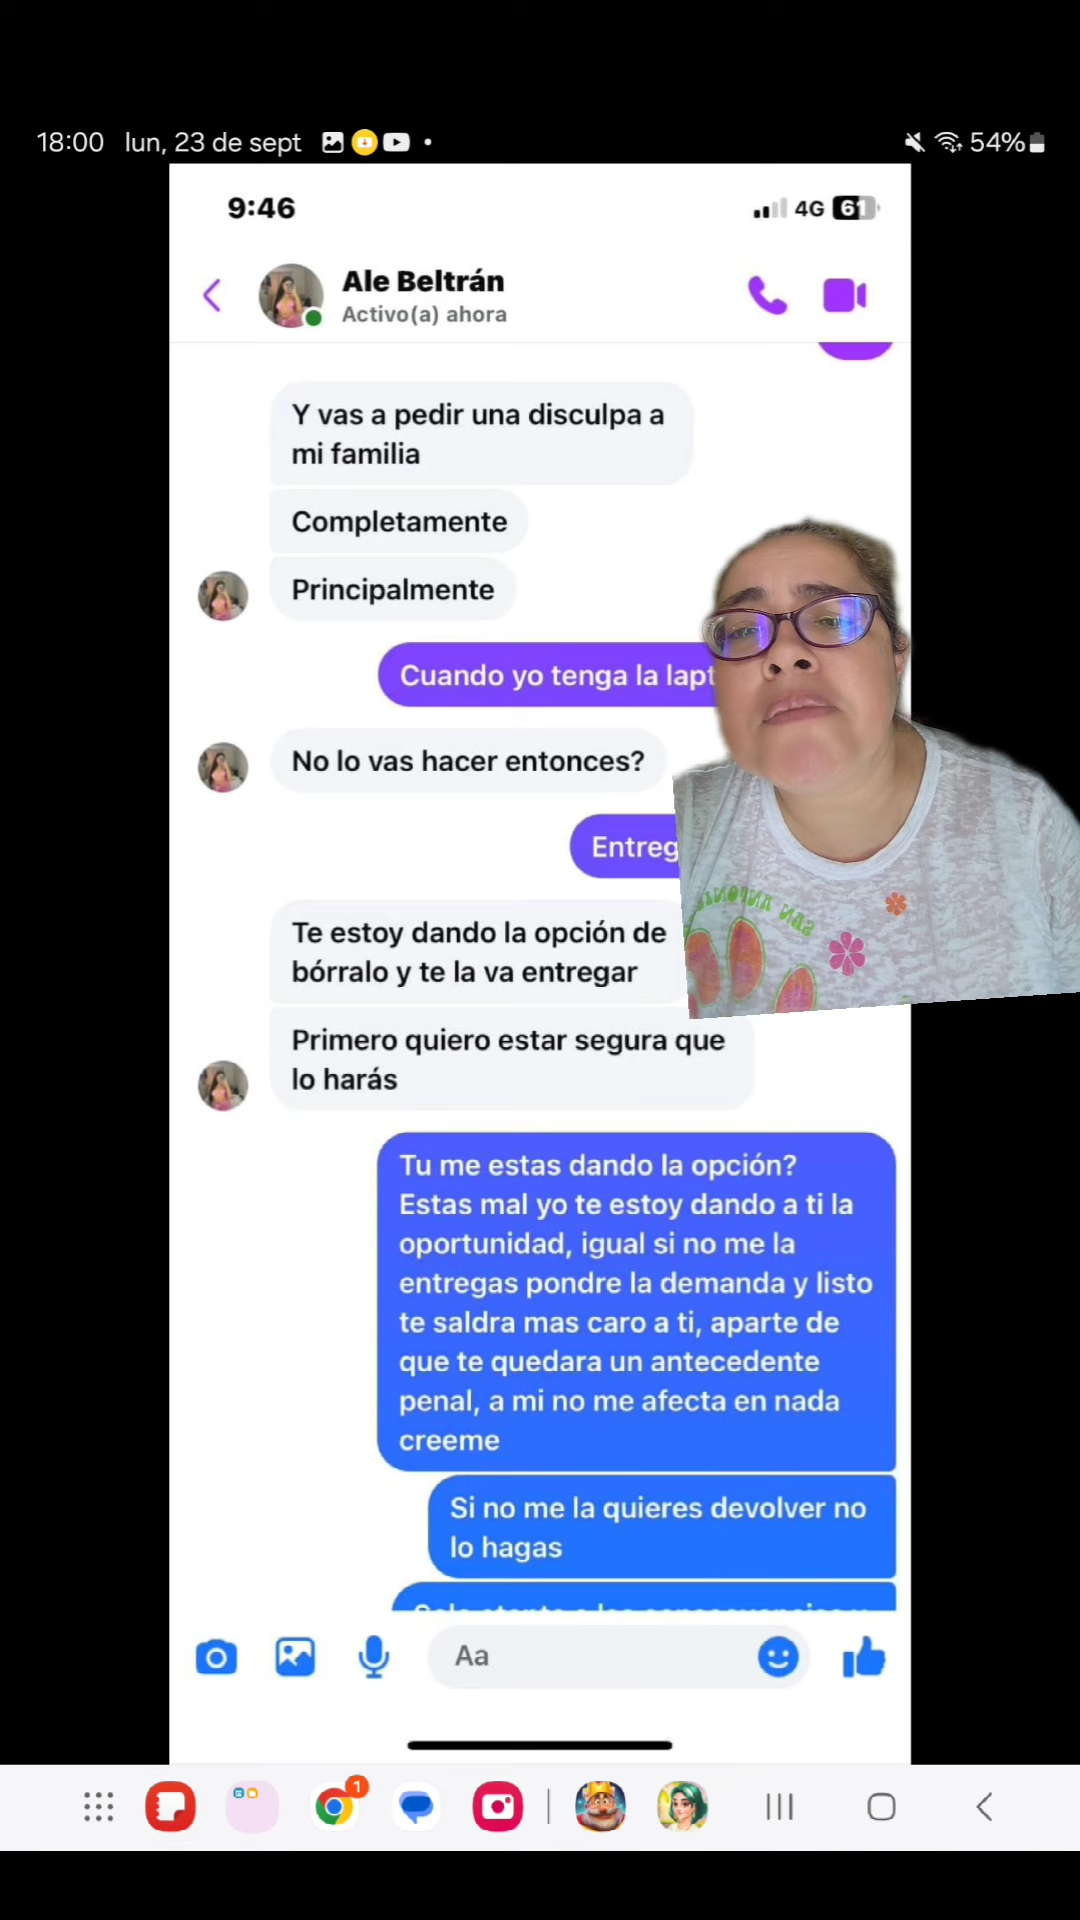 18:00 lun, 23 de sept
54%
9:46
4G 61
Ale Beltrán
Activo(a) ahora
Y vas a pedir una disculpa a
mi familia
Completamente
Principalmente
Cuando yo tenga la
No lo vas hacer entonces?
Te estoy dando la opción de
bórralo y te la va entregar
Primero quiero estar segura que
lo harás
SAN ANTONIO
Tu me estas dando la opción?
Estas mal yo te estoy dando a ti la
oportunidad, igual si no me la
entregas pondre la demanda y listo
te saldra mas caro a ti, aparte de
que te quedara un antecedente
penal, a mi no me afecta en nada
creeme
Si no me la quieres devolver no
lo hagas
Aa
1